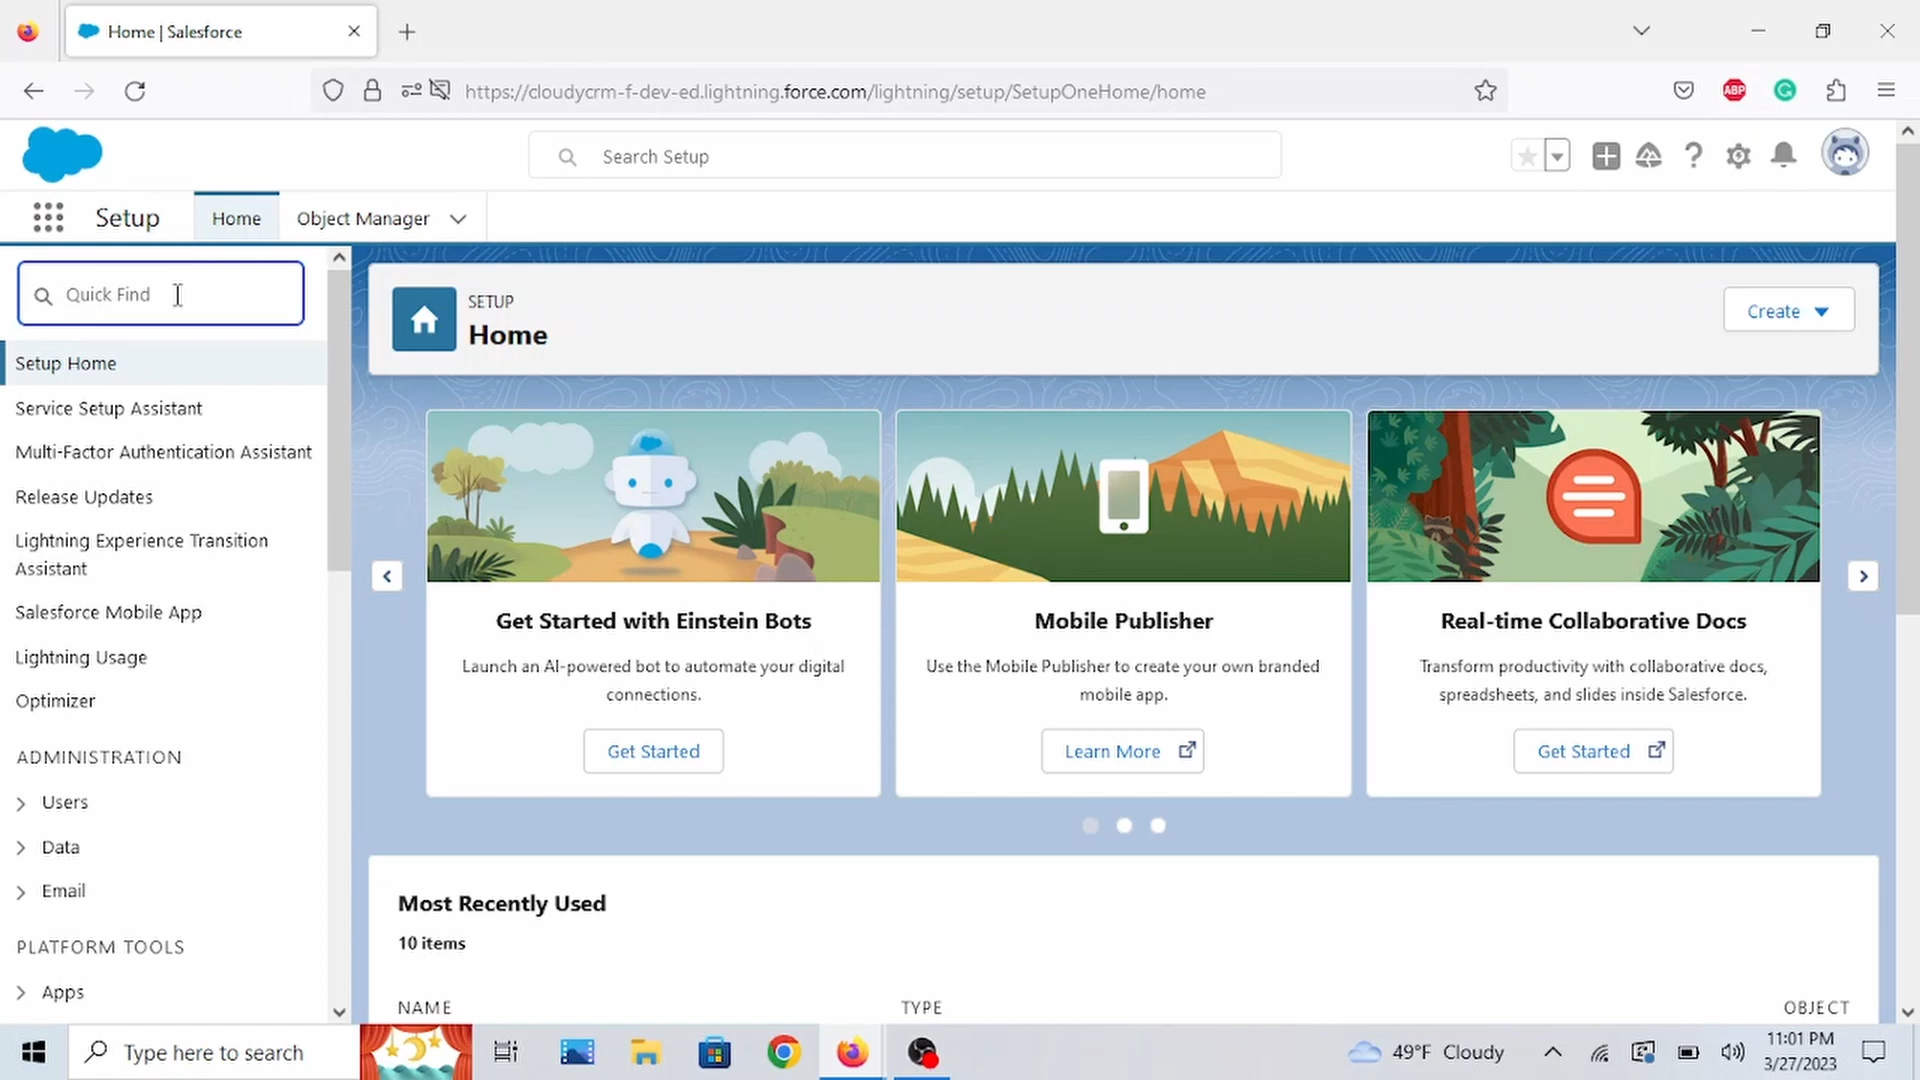 Home | Salesforce
https://cloudycrm-f-dev-ed.lightning.force.com/lightning/setup/SetupOneHome/home
ABP
Search Setup
Setup
Home
Object Manager
Quick Find
Setup Home
Service Setup Assistant
Multi-Factor Authentication Assistant
Release Updates
Lightning Experience Transition
Assistant
Salesforce Mobile App
Lightning Usage
Optimizer
ADMINISTRATION
Users
Data
Email
PLATFORM TOOLS
Apps
SETUP
Home
Create
Get Started with Einstein Bots
Launch an AI-powered bot to automate your digital
connections.
Get Started
Mobile Publisher
Use the Mobile Publisher to create your own branded
mobile app.
Learn More
Real-time Collaborative Docs
Transform productivity with collaborative docs,
spreadsheets, and slides inside Salesforce.
Get Started
Most Recently Used
10 items
NAME
TYPE
OBJECT
Type here to search
49°F Cloudy
11:01 PM
3/27/2023